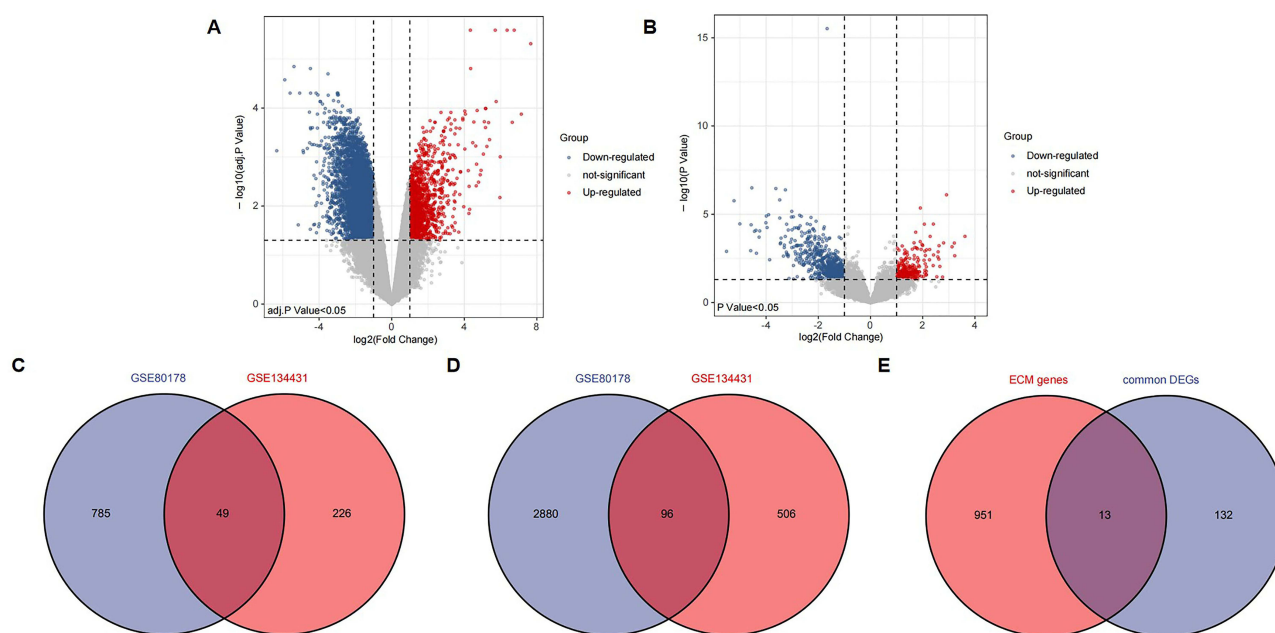 A
− log10(adj.P Value)
4
2
0
adj.P Value<0.05
-4
0
4
8
log2(Fold Change)
Group
Down-regulated
not-significant
Up-regulated
B
− log10(P Value)
15
10
5
0
P Value<0.05
-4
-2
0
2
4
log2(Fold Change)
Group
Down-regulated
not-significant
Up-regulated
C
GSE80178
GSE134431
785
49
226
D
GSE80178
GSE134431
2880
96
506
E
ECM genes
common DEGs
951
13
132